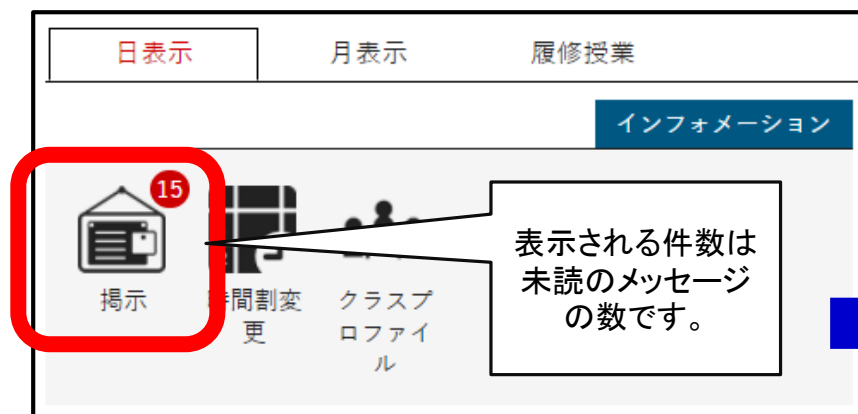 日表示
月表示
履修授業
インフォメーション
15
掲示
時間割変
更
クラスプ
ロファイ
ル
表示される件数は
未読のメッセージ
の数です。